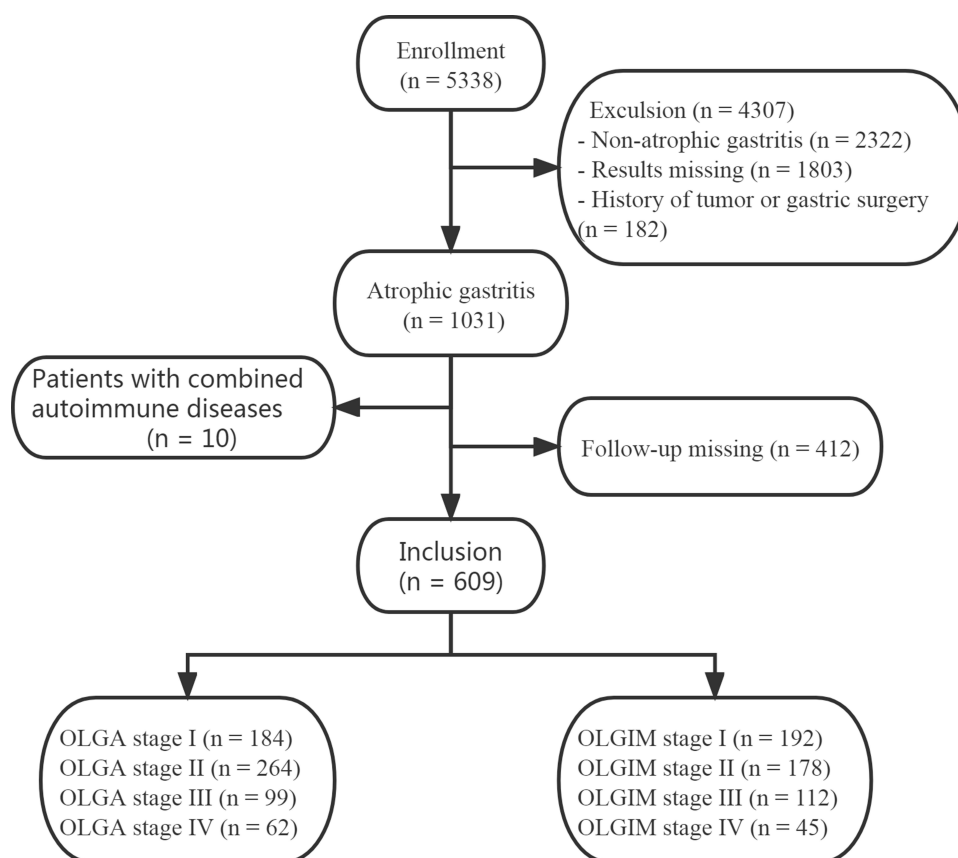 Enrollment
(n = 5338)
Exculsion (n = 4307)
- Non-atrophic gastritis (n = 2322)
- Results missing (n = 1803)
- History of tumor or gastric surgery
(n = 182)
Atrophic gastritis
(n = 1031)
Patients with combined
autoimmune diseases
(n = 10)
Follow-up missing (n = 412)
Inclusion
(n = 609)
OLGA stage I (n = 184)
OLGA stage II (n = 264)
OLGA stage III (n = 99)
OLGA stage IV (n = 62)
OLGIM stage I (n = 192)
OLGIM stage II (n = 178)
OLGIM stage III (n = 112)
OLGIM stage IV (n = 45)